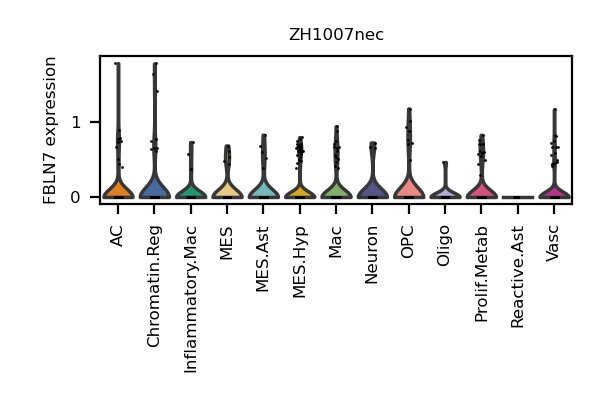 ZH1007nec
FBLN7 expression
1
0
AC
Chromatin.Reg
Inflammatory.Mac
MES
MES.Ast
MES.Hyp
Mac
Neuron
OPC
Oligo
Prolif.Metab
Reactive.Ast
Vasc